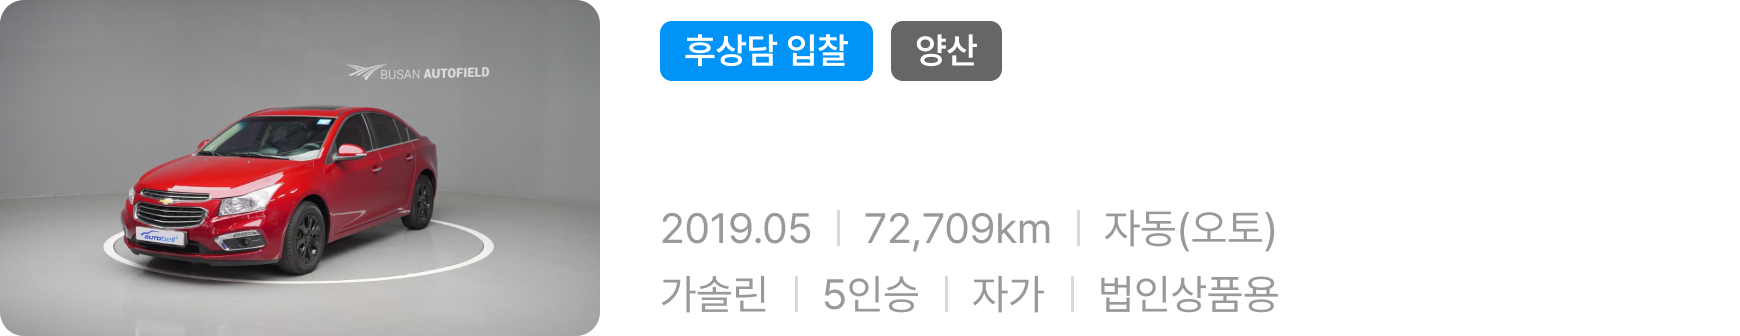 BUSAN AUTOFIELD
autobell
후상담 입찰
양산
2019.05
72,709km
자동(오토)
가솔린
5인승
자가
법인상품용